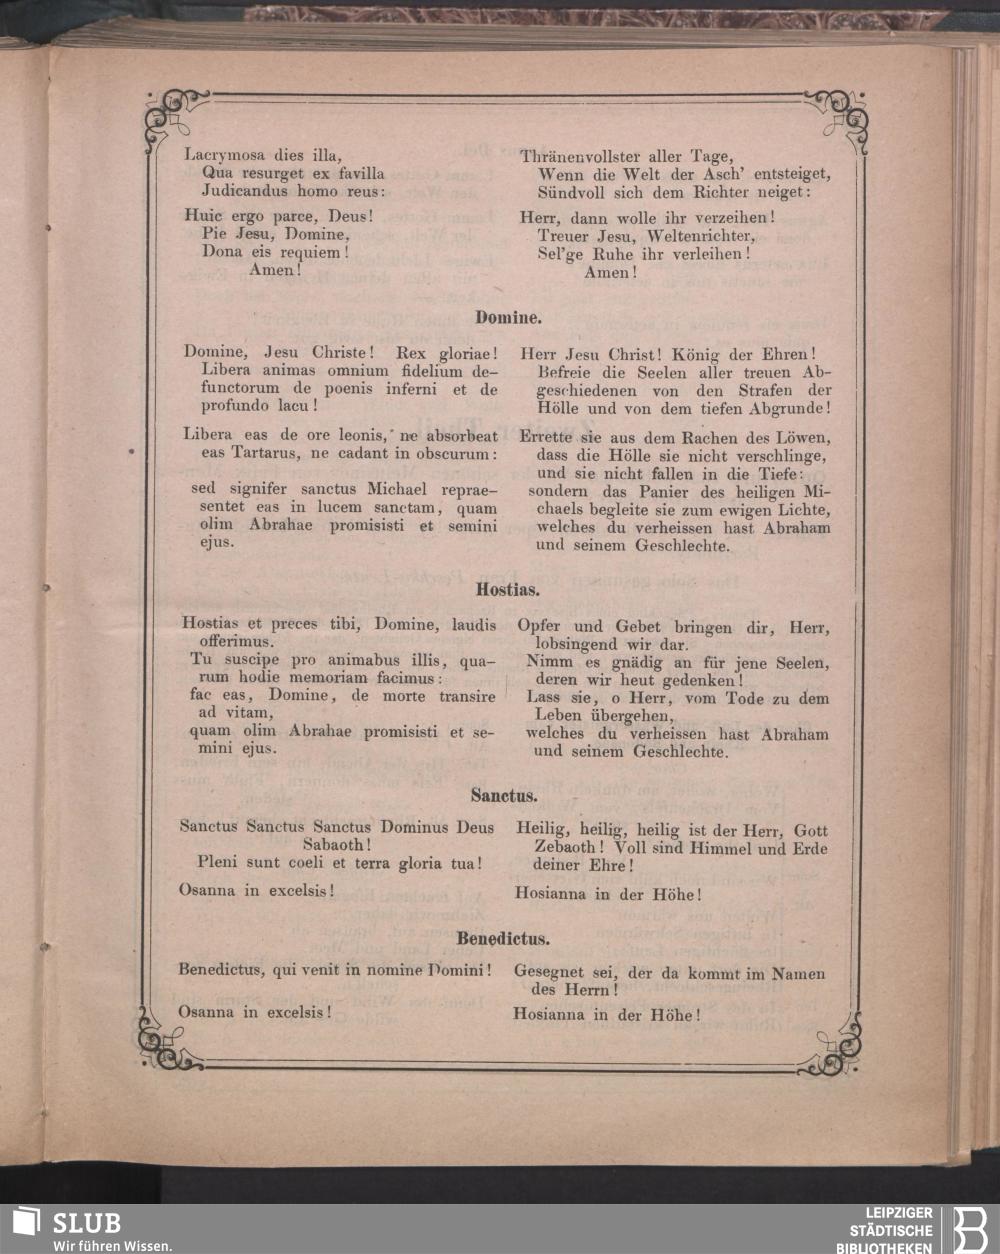 Lacrymosa dies illa,
Qua resurget ex favilla
Judicandus homo reus:
Huic ergo parce, Deus!
Pie Jesu, Domine,
Dona eis requiem!
Amen!
Thränenvollster aller Tage,
Wenn die Welt der Asch' entsteiget,
Sündvoll sich dem Richter neiget:
Herr, dann wolle ihr verzeihen!
Treuer Jesu, Weltenrichter,
Sel'ge Ruhe ihr verleihen!
Amen!
Domine.
Domine, Jesu Christe! Rex gloriae!
Libera animas omnium fidelium de-
functorum de poenis inferni et de
profundo lacu!
Libera eas de ore leonis, ne absorbeat
eas Tartarus, ne cadant in obscurum:
sed signifer sanctus Michael reprae-
sentet eas in lucem sanctam, quam
olim Abrahae promisisti et semini
ejus.
Herr Jesu Christ! König der Ehren!
Befreie die Seelen aller treuen Ab-
geschiedenen von den Strafen der
Hölle und von dem tiefen Abgrunde!
Errette sie aus dem Rachen des Löwen,
dass die Hölle sie nicht verschlinge,
und sie nicht fallen in die Tiefe:
sondern das Panier des heiligen Mi-
chaels begleite sie zum ewigen Lichte,
welches du verheissen hast Abraham
und seinem Geschlechte.
Hostias.
Hostias et preces tibi, Domine, laudis
offerimus.
Tu suscipe pro animabus illis, qua-
rum hodie memoriam facimus:
fac eas, Domine, de morte transire
ad vitam,
quam olim Abrahae promisisti et se-
mini ejus.
Opfer und Gebet bringen dir, Herr,
lobsingend wir dar.
Nimm es gnädig an für jene Seelen,
deren wir heut gedenken!
Lass sie, o Herr, vom Tode zu dem
Leben übergehen,
welches du verheissen hast Abraham
und seinem Geschlechte.
Sanctus.
Sanctus Sanctus Sanctus Dominus Deus
Sabaoth!
Pleni sunt coeli et terra gloria tua!
Osanna in excelsis!
Heilig, heilig, heilig ist der Herr, Gott
Zebaoth! Voll sind Himmel und Erde
deiner Ehre!
Hosianna in der Höhe!
Benedictus.
Benedictus, qui venit in nomine Domini!
Osanna in excelsis!
Gesegnet sei, der da kommt im Namen
des Herrn!
Hosianna in der Höhe!
SLUB
Wir führen Wissen.
LEIPZIGER
STÄDTISCHE
BIBLIOTHEKEN